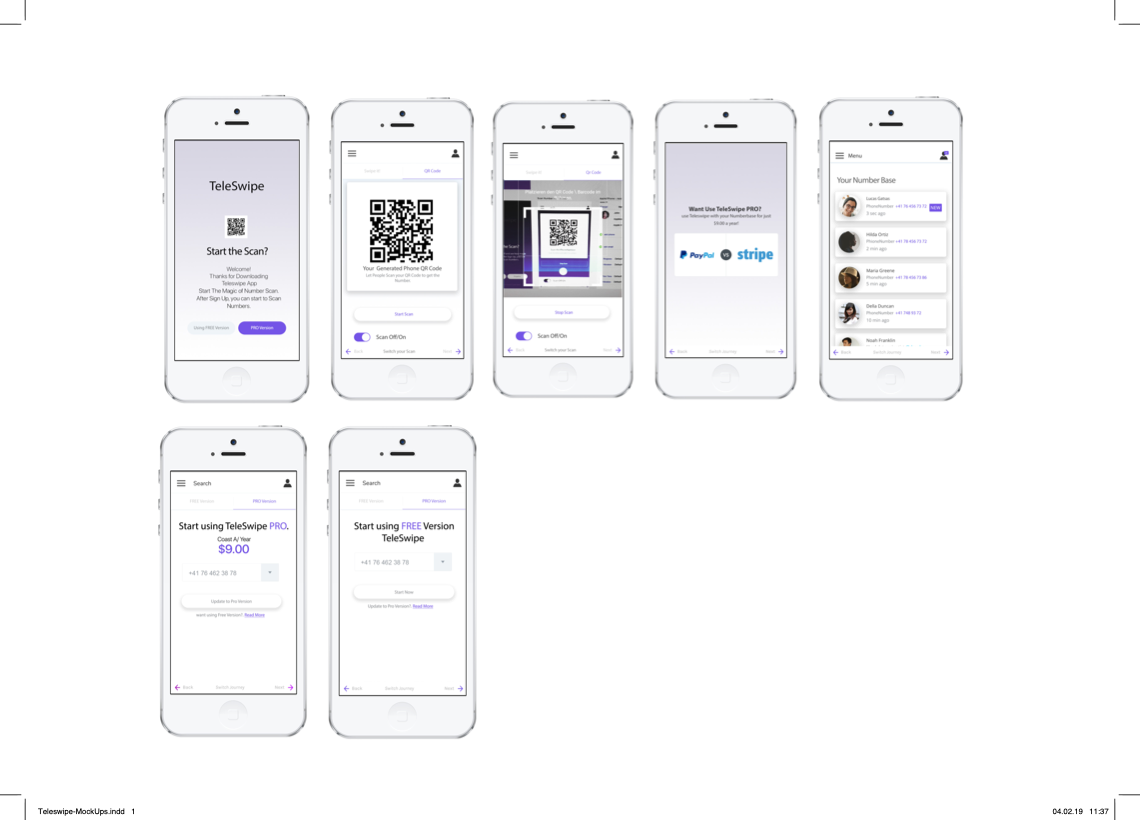 TeleSwipe
Start the Scan?
Welcome!
Thanks for Downloading
Teleswipe App
Start The Magic of Number Scan.
After Sign Up, you can start to Scan
Numbers.
Using FREE Version
PRO Version
QR Code
Your Generated Phone QR Code
Let People Scan your QR Code to get the
Number.
Start Scan
Scan Off/On
Back
Switch your Scan
Next
QR Code
Stop Scan
Scan Off/On
Back
Switch your Scan
Next
Want Use TeleSwipe PRO?
use Teleswipe with your Numberbase for just
a year!
PayPal VS stripe
Back
Switch Journey
Next
Menu
Your Number Base
Lucas Gatsas
PhoneNumber +41 76 456 73 72
NEW
3 sec ago
Hilda Ortiz
PhoneNumber +41 76 456 73 72
2 min ago
Maria Greene
PhoneNumber +41 76 456 72 66
5 min ago
Della Duncan
PhoneNumber +41 748 93 72
10 min ago
Noah Franklin
Back
Switch Journey
Next
Search
FREE Version
PRO Version
Start using TeleSwipe PRO.
Coast A/ Year
$9.00
+41 76 462 38 78
Update to Pro Version
want using Free Version? Read More
Back
Switch Journey
Next
Search
FREE Version
PRO Version
Start using FREE Version
TeleSwipe
+41 76 462 38 78
Start Now
Update to Pro Version? Read More
Back
Switch Journey
Next
Teleswipe-MockUps.indd 1
04.02.19 11:37